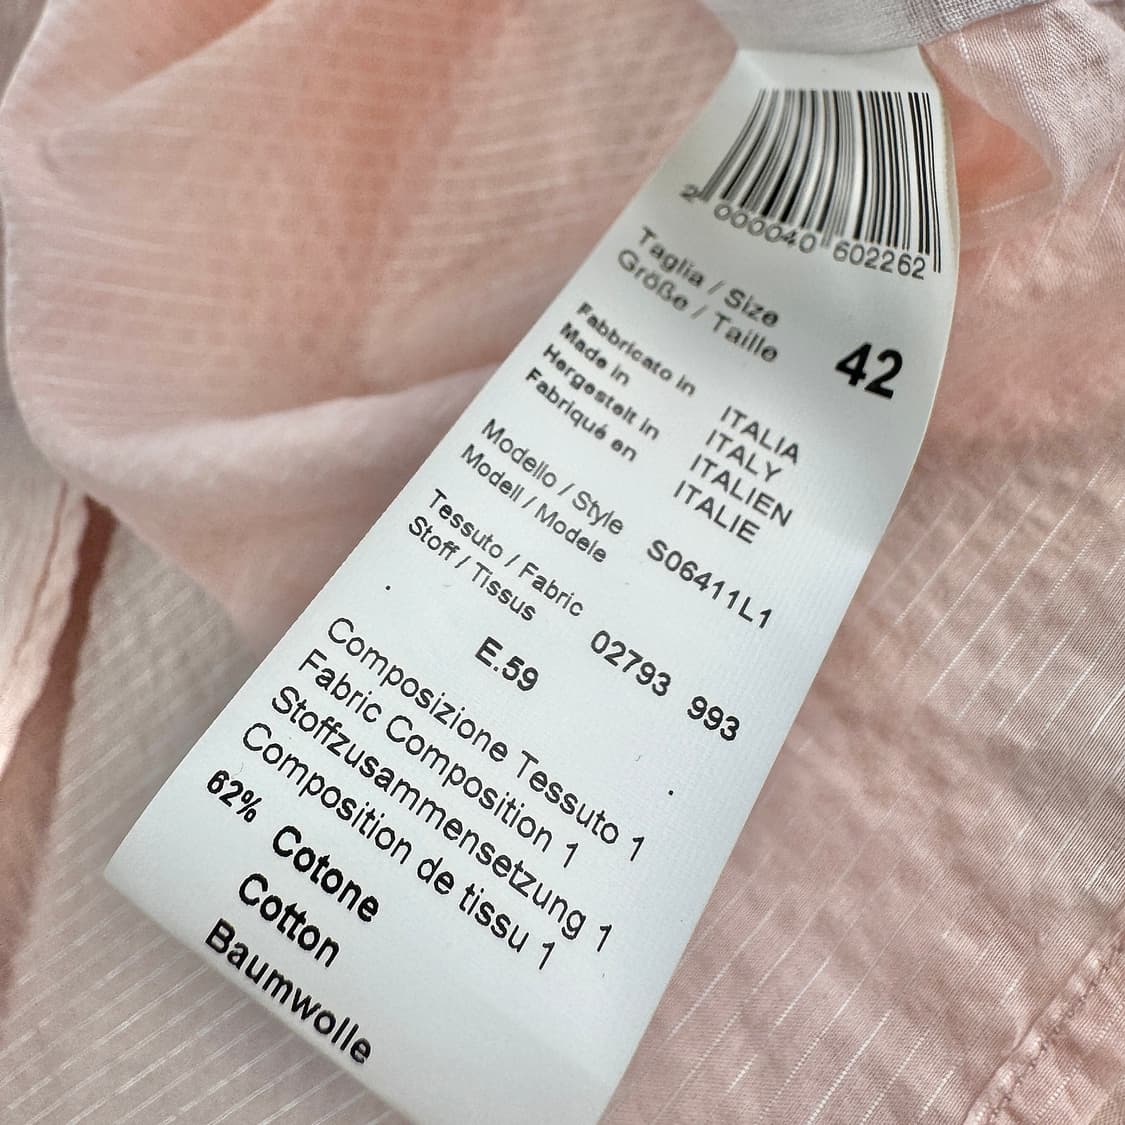 2 000040 602262
Taglia / Size
Größe / Taille 42
Fabbricato in ITALIA
Made in ITALY
Hergestelt in ITALIEN
Fabriqué en ITALIE
Modello / Style
Modell / Modele S06411L1
Tessuto / Fabric
Stoff / Tissus 02793 993
E.59
Composizione Tessuto 1
Fabric Composition 1
Stoffzusammensetzung 1
Composition de tissu 1
62% Cotone
Cotton
Baumwolle